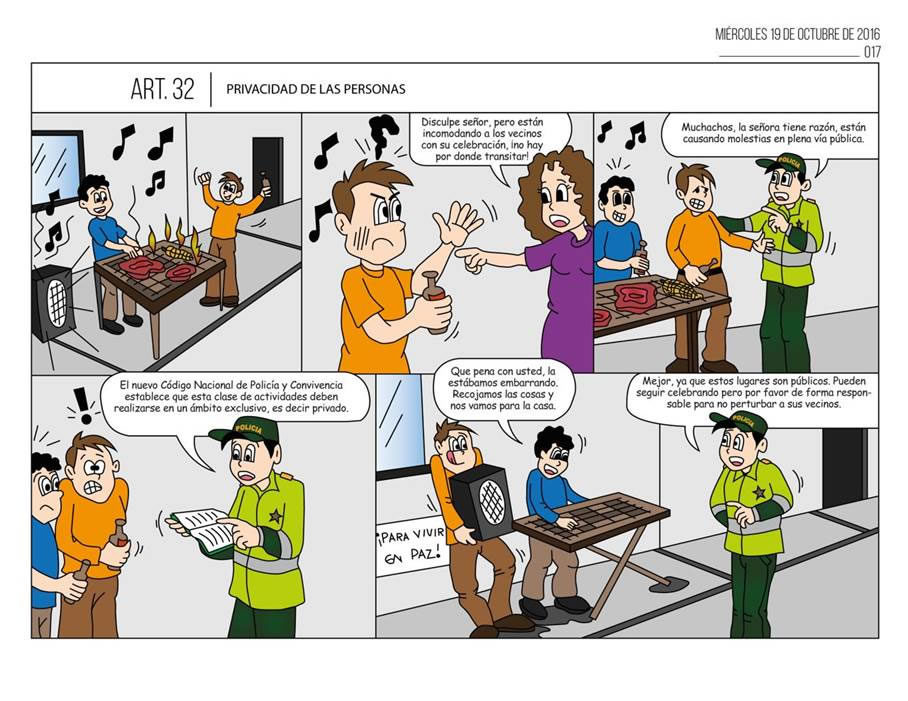 MIÉRCOLES 19 DE OCTUBRE DE 2016
017
ART. 32
PRIVACIDAD DE LAS PERSONAS
Disculpe señor, pero están
incomodando a los vecinos
con su celebración, ¡no hay
por donde transitar!
Muchachos, la señora tiene razón, están
causando molestias en plena vía pública.
POLICÍA
El nuevo Código Nacional de Policía y Convivencia
establece que esta clase de actividades deben
realizarse en un ámbito exclusivo, es decir privado.
POLICÍA
Que pena con usted, la
estábamos embarrando.
Recojamos las cosas y
nos vamos para la casa.
Mejor, ya que estos lugares son públicos. Pueden
seguir celebrando pero por favor de forma respon-
sable para no perturbar a sus vecinos.
POLICÍA
¡PARA VIVIR
EN PAZ!